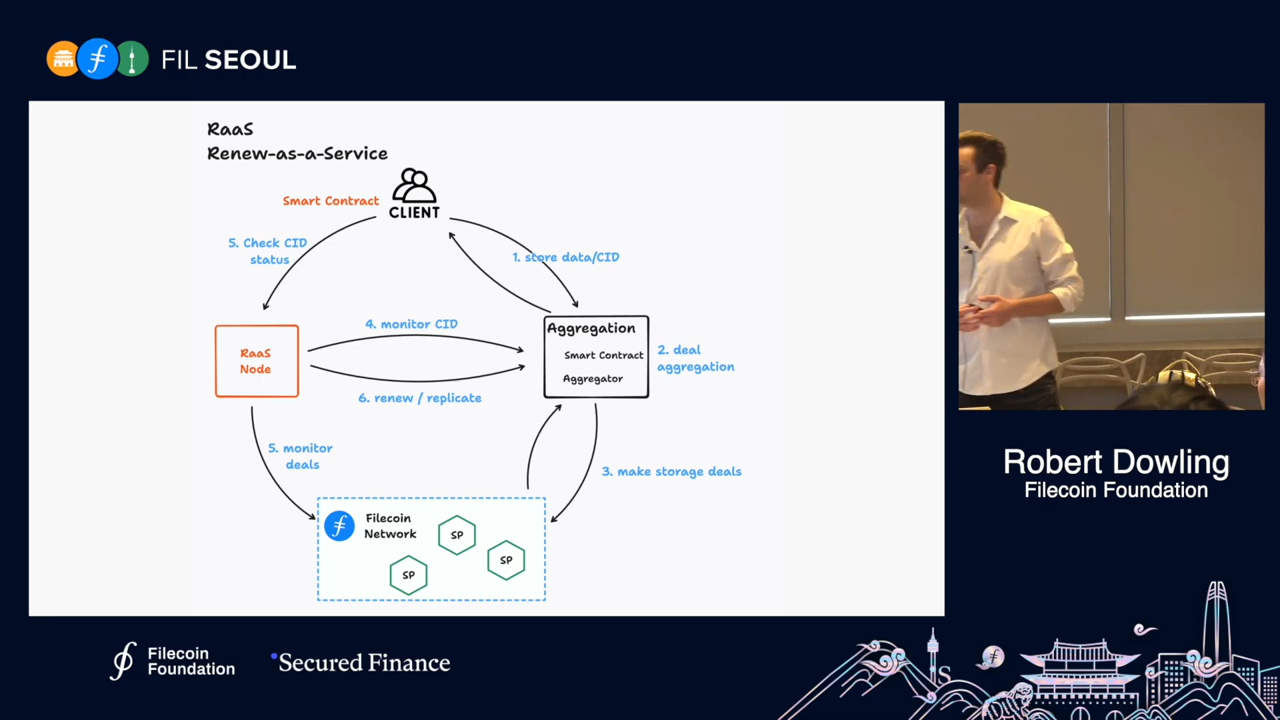 FIL SEOUL
RaaS
Renew-as-a-Service
Smart Contract
CLIENT
5. Check CID
status
1. store data/CID
4. monitor CID
Aggregation
Smart Contract
Aggregator
2. deal
aggregation
RaaS
Node
6. renew / replicate
5. monitor
deals
3. make storage deals
Filecoin
Network
SP
SP
SP
Robert Dowling
Filecoin Foundation
Filecoin
Foundation
Secured Finance